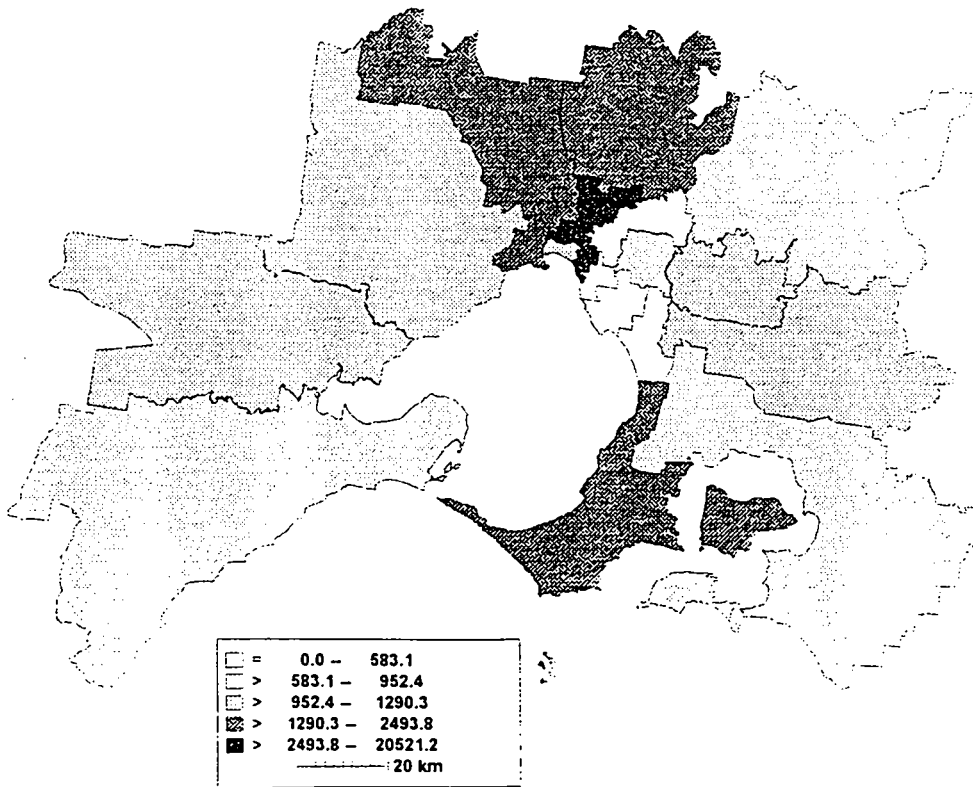 = 0.0 – 583.1
> 583.1 – 952.4
> 952.4 – 1290.3
> 1290.3 – 2493.8
> 2493.8 – 20521.2
20 km